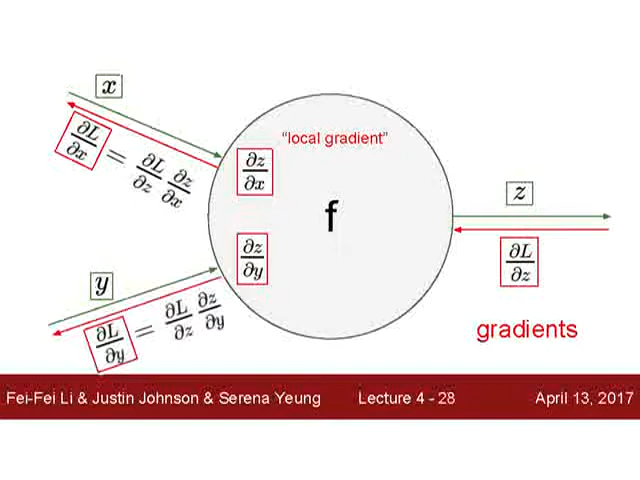 x
∂L/∂x = ∂L/∂z ∂z/∂x
“local gradient”
∂z/∂x
f
z
∂z/∂y
∂L/∂z
y
∂L/∂y = ∂L/∂z ∂z/∂y
gradients
Fei-Fei Li & Justin Johnson & Serena Yeung Lecture 4 - 28 April 13, 2017